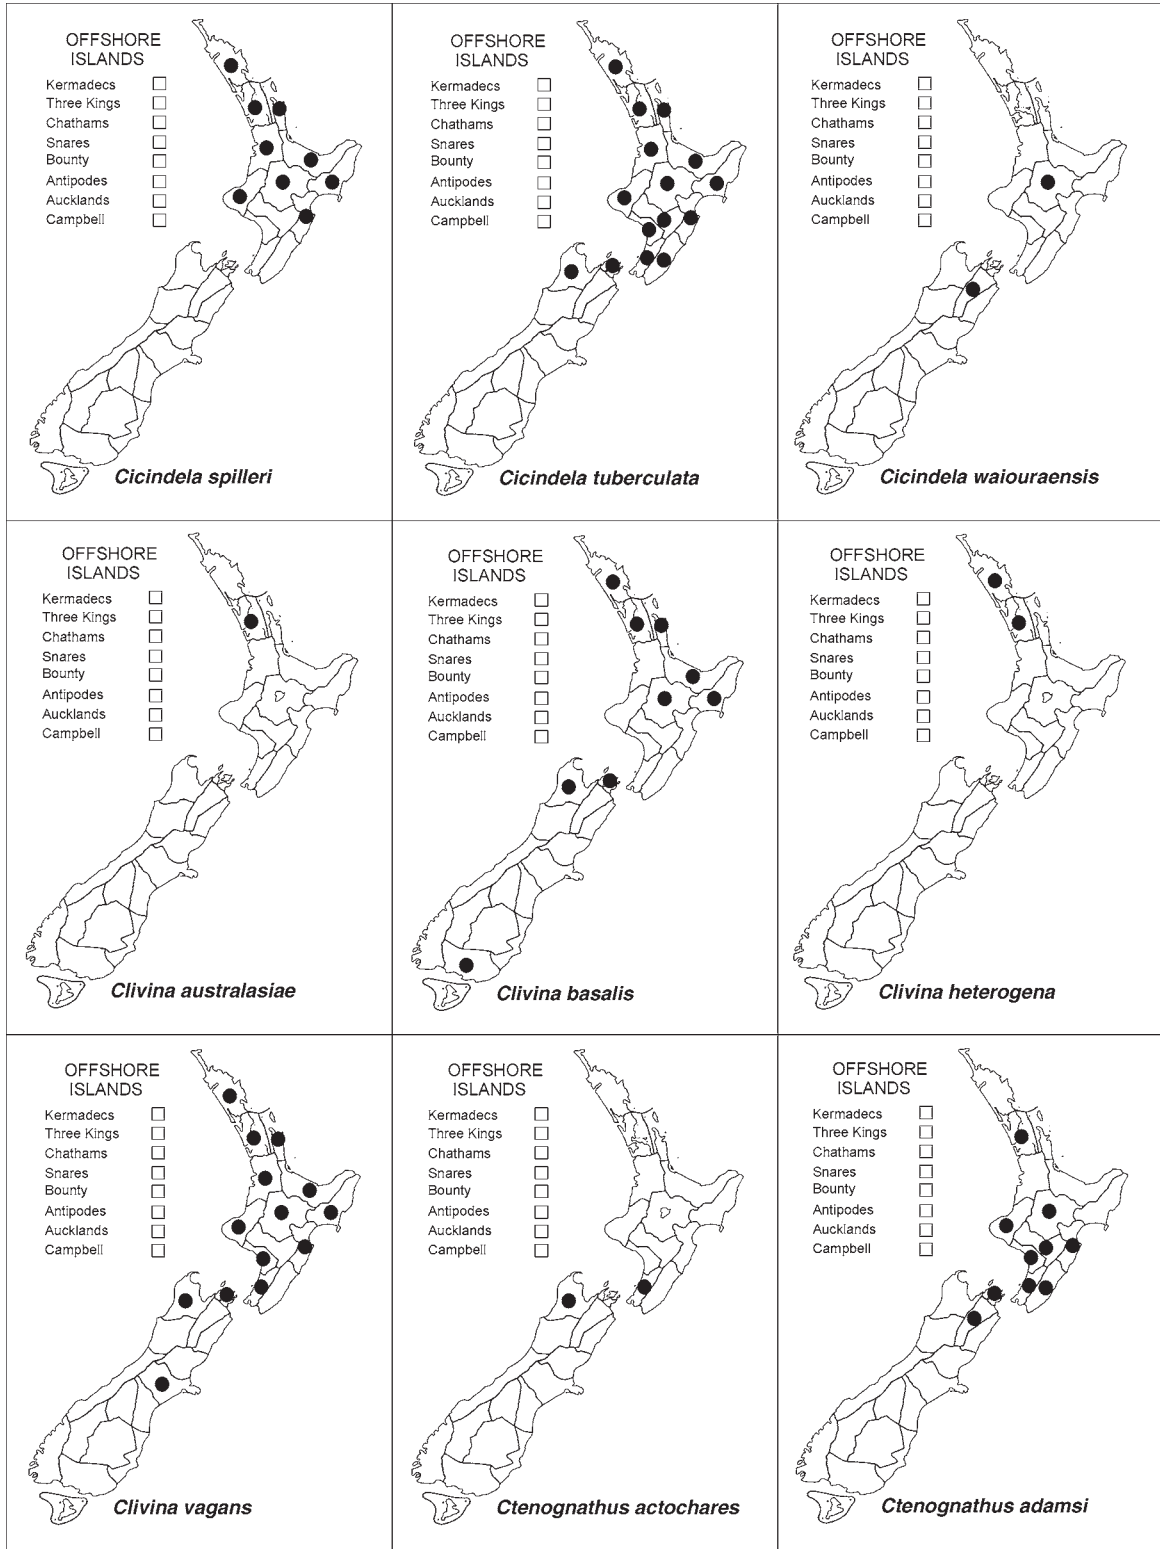 OFFSHORE
ISLANDS
Kermadecs
Three Kings
Chathams
Snares
Bounty
Antipodes
Aucklands
Campbell
Cicindela spilleri
OFFSHORE
ISLANDS
Kermadecs
Three Kings
Chathams
Snares
Bounty
Antipodes
Aucklands
Campbell
Cicindela tuberculata
OFFSHORE
ISLANDS
Kermadecs
Three Kings
Chathams
Snares
Bounty
Antipodes
Aucklands
Campbell
Cicindela waiouraensis
OFFSHORE
ISLANDS
Kermadecs
Three Kings
Chathams
Snares
Bounty
Antipodes
Aucklands
Campbell
Clivina australasiae
OFFSHORE
ISLANDS
Kermadecs
Three Kings
Chathams
Snares
Bounty
Antipodes
Aucklands
Campbell
Clivina basalis
OFFSHORE
ISLANDS
Kermadecs
Three Kings
Chathams
Snares
Bounty
Antipodes
Aucklands
Campbell
Clivina heterogena
OFFSHORE
ISLANDS
Kermadecs
Three Kings
Chathams
Snares
Bounty
Antipodes
Aucklands
Campbell
Clivina vagans
OFFSHORE
ISLANDS
Kermadecs
Three Kings
Chathams
Snares
Bounty
Antipodes
Aucklands
Campbell
Ctenognathus actochares
OFFSHORE
ISLANDS
Kermadecs
Three Kings
Chathams
Snares
Bounty
Antipodes
Aucklands
Campbell
Ctenognathus adamsi